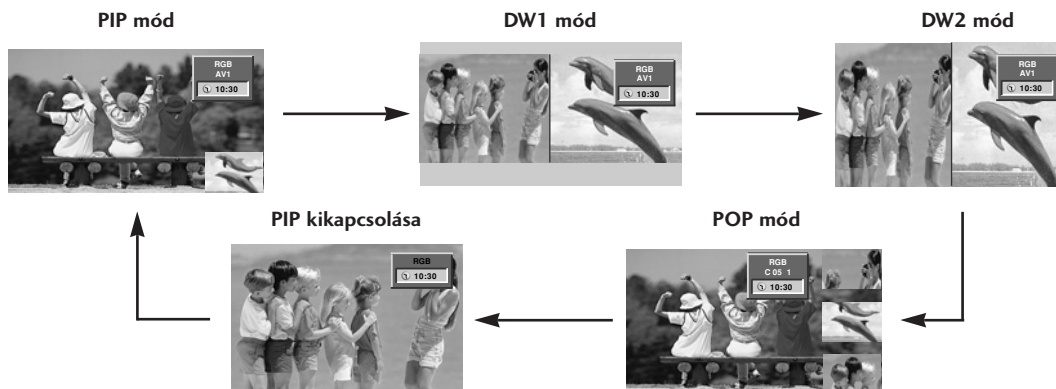 PIP mód
DW1 mód
DW2 mód
RGB
AV1
10:30
RGB
AV1
10:30
RGB
AV1
10:30
PIP kikapcsolása
POP mód
RGB
10:30
RGB
C 05 1
10:30